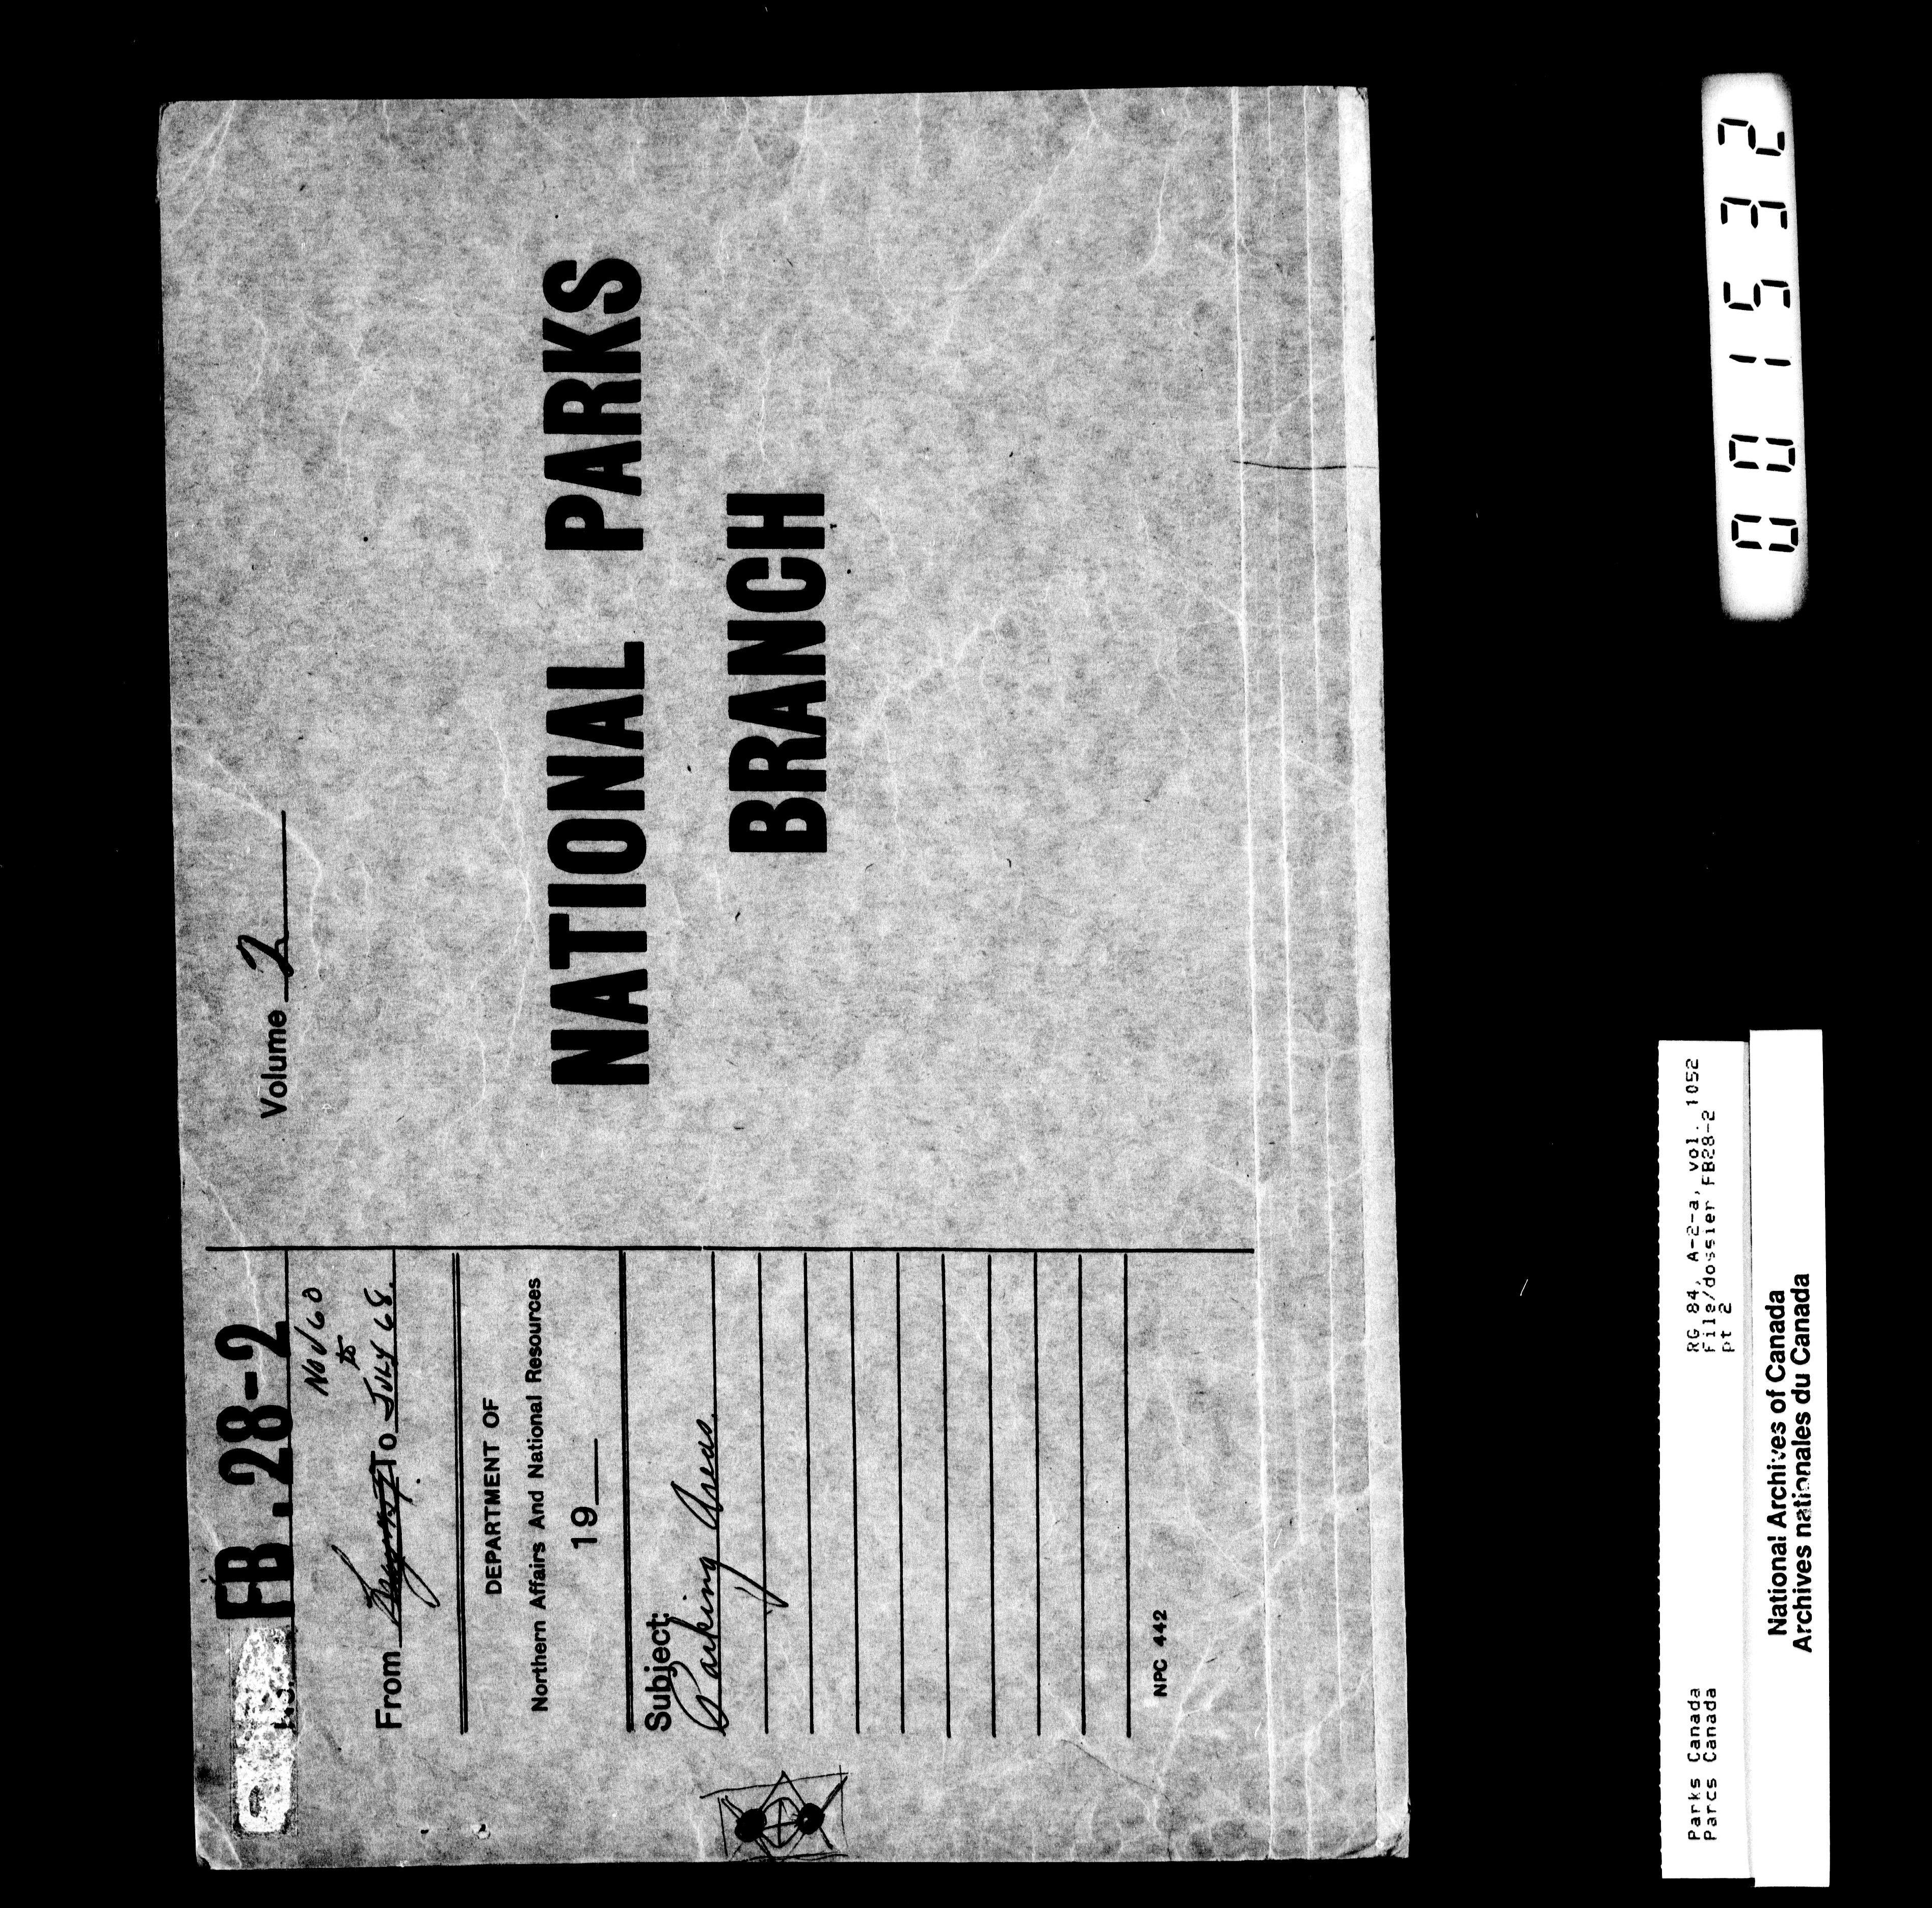 FB.28-2
Nov 60
to
From To JULY 68.
DEPARTMENT OF
Northern Affairs And National Resources
19
Subject:
Parking Areas.
NPC 442
Volume 2
NATIONAL PARKS
BRANCH
Parks Canada
Parcs Canada
RG 84, A-2-a, vol. 1052
File/dossier FB28-2
pt 2
National Archives of Canada
Archives nationales du Canada
001532